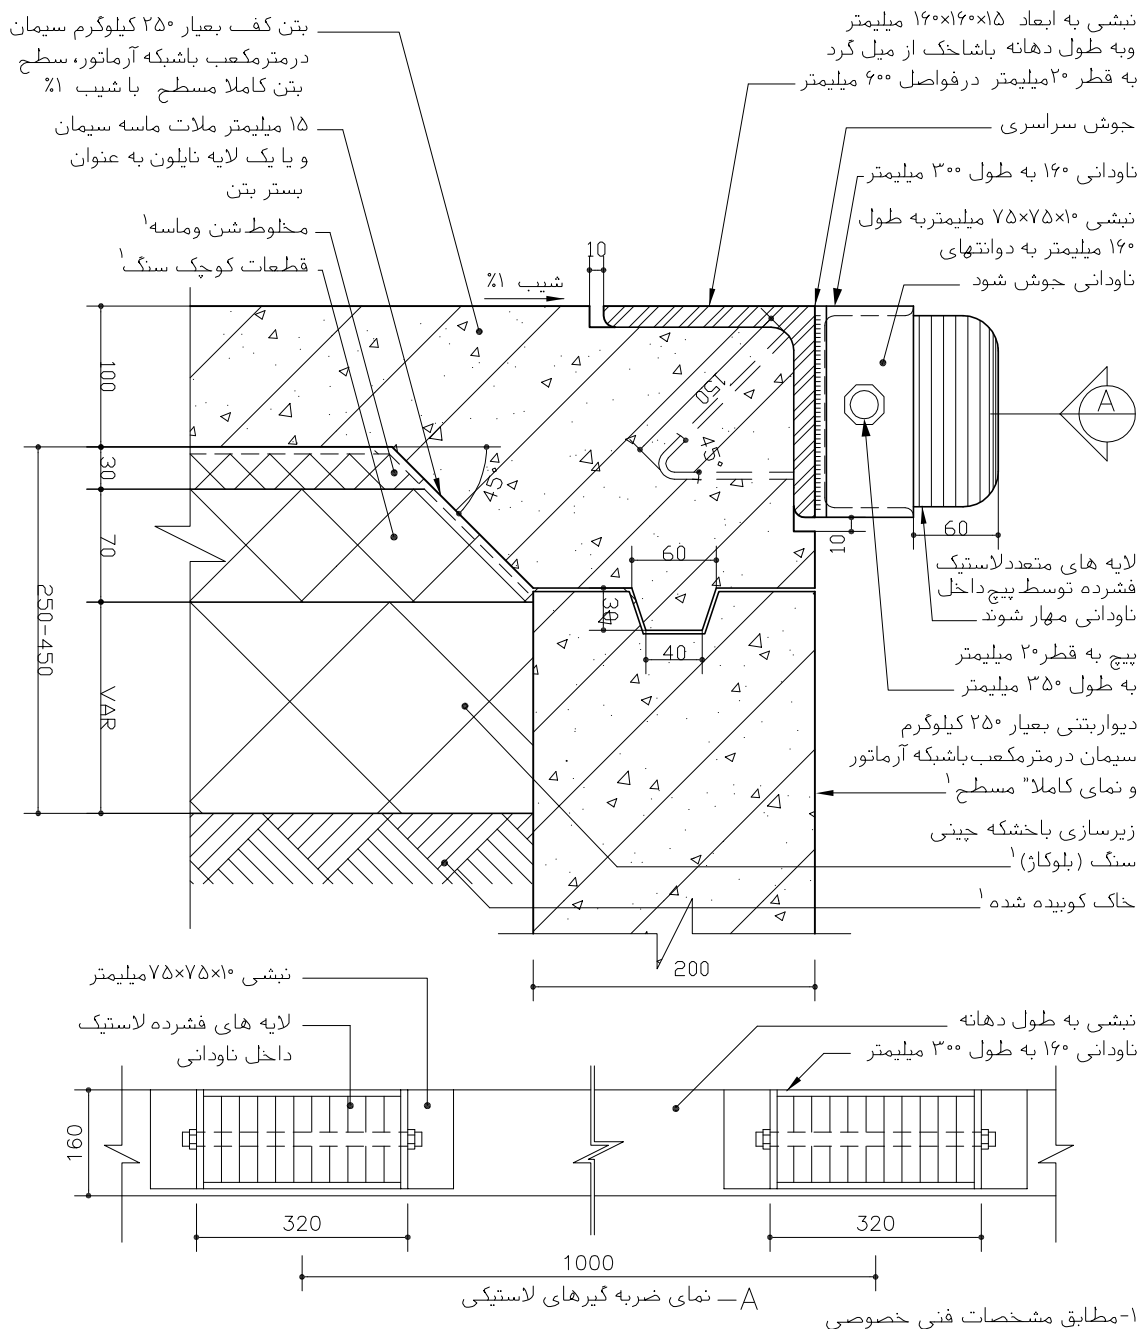 نبشی به ابعاد ۱۶۰×۱۶۰×۱۵ میلیمتر
وبه طول دهانه باشاخک از میل گرد
به قطر ۲۰میلیمتر درفواصل ۶۰۰ میلیمتر
جوش سراسری
ناودانی ۱۶۰ به طول ۳۰۰ میلیمتر
نبشی ۷۵×۷۵×۱۰ میلیمتربه طول
۱۶۰ میلیمتر به دوانتهای
ناودانی جوش شود
بتن کف بعیار ۲۵۰ کیلوگرم سیمان
درمترمکعب باشبکه آرماتور، سطح
بتن کاملا مسطح با شیب ۱%
۱۵ میلیمتر ملات ماسه سیمان
و یا یک لایه نایلون به عنوان
بستر بتن
مخلوط شن وماسه۱
قطعات کوچک سنگ۱
شیب ۱%
10
100
30
70
250-450
VAR
150
45°
45°
A
60
10
60
30
40
لایه های متعددلاستیک
فشرده توسط پیچ داخل
ناودانی مهار شوند
پیچ به قطر۲۰ میلیمتر
به طول ۳۵۰ میلیمتر
دیواربتنی بعیار ۲۵۰ کیلوگرم
سیمان درمترمکعب باشبکه آرماتور
و نمای کاملا" مسطح۱
زیرسازی باخشکه چینی
سنگ (بلوکاژ)۱
خاک کوبیده شده۱
200
نبشی ۷۵×۷۵×۱۰میلیمتر
لایه های فشرده لاستیک
داخل ناودانی
نبشی به طول دهانه
ناودانی ۱۶۰ به طول ۳۰۰ میلیمتر
160
320
320
1000
A – نمای ضربه گیرهای لاستیکی
۱-مطابق مشخصات فنی خصوصی